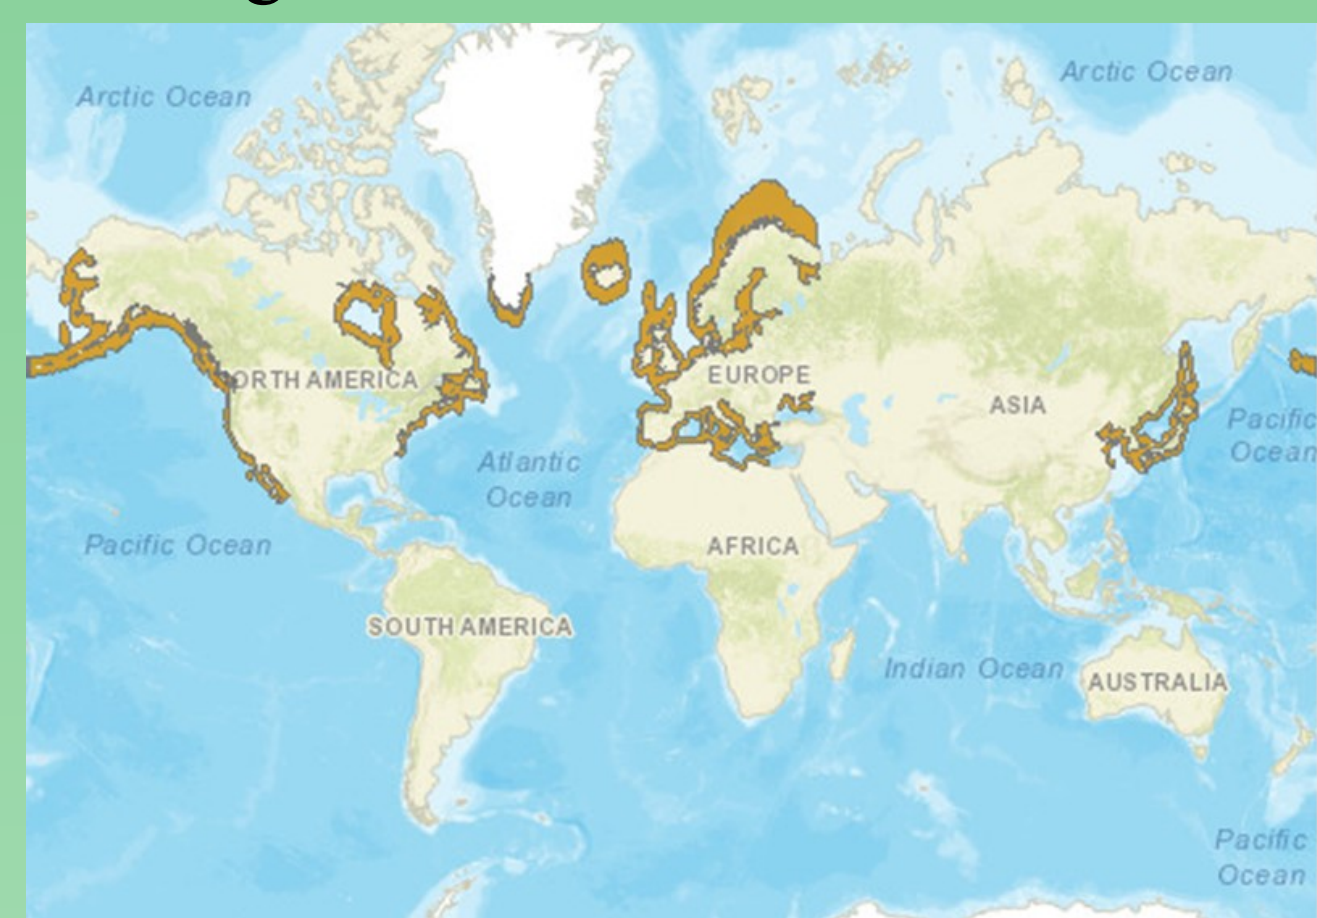 Arctic Ocean
Arctic Ocean
ORTH AMERICA
EUROPE
ASIA
Pacific
Ocean
Atlantic
Ocean
Pacific Ocean
AFRICA
SOUTH AMERICA
Indian Ocean
AUSTRALIA
Pacific
Ocean